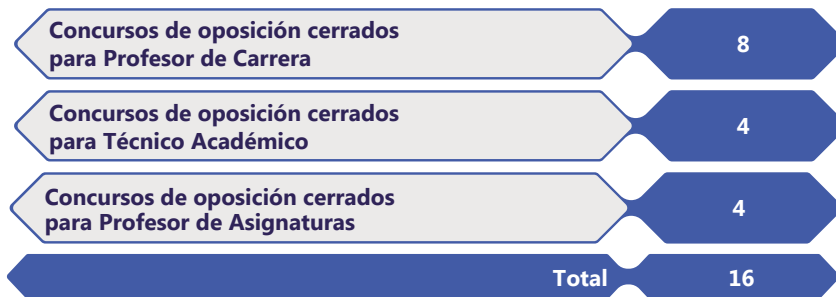 Concursos de oposición cerrados
para Profesor de Carrera
8
Concursos de oposición cerrados
para Técnico Académico
4
Concursos de oposición cerrados
para Profesor de Asignaturas
4
Total
16